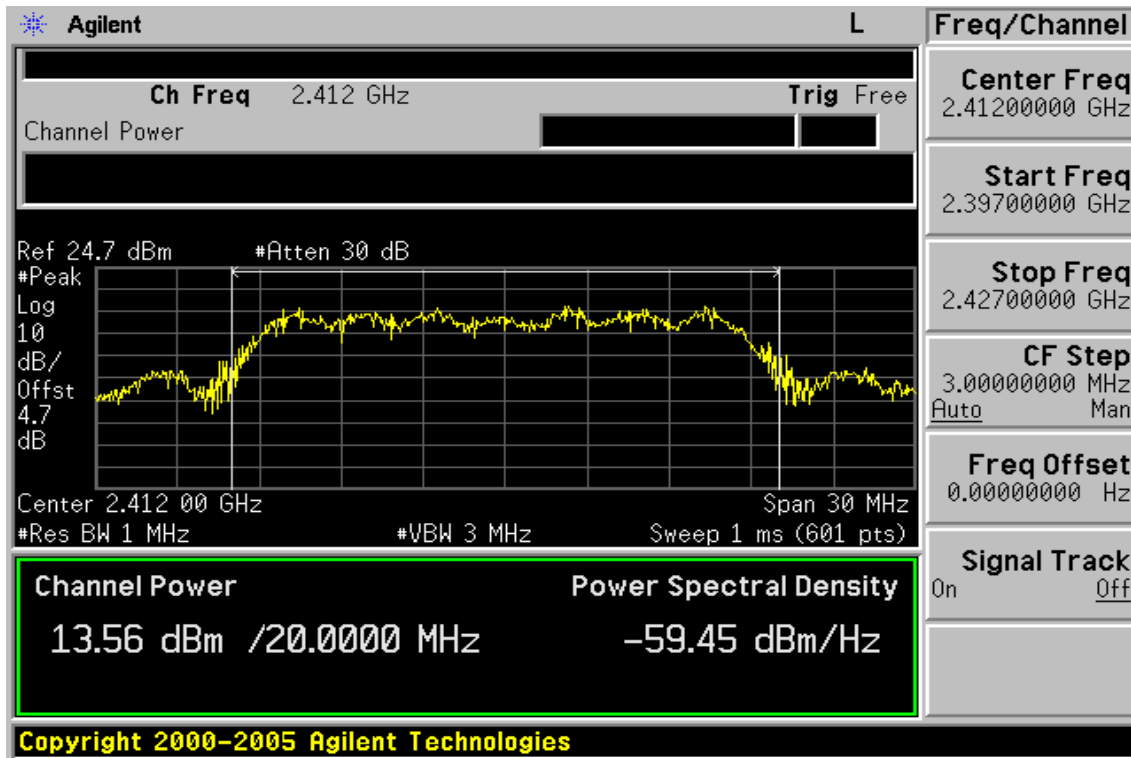 Agilent L Freq/Channel
Ch Freq 2.412 GHz Trig Free
Channel Power
Ref 24.7 dBm #Atten 30 dB
#Peak
Log
10
dB/
Offst
4.7
dB
Center 2.412 00 GHz Span 30 MHz
#Res BW 1 MHz #VBW 3 MHz Sweep 1 ms (601 pts)
Channel Power Power Spectral Density
13.56 dBm /20.0000 MHz -59.45 dBm/Hz
Copyright 2000-2005 Agilent Technologies
Center Freq
2.41200000 GHz
Start Freq
2.39700000 GHz
Stop Freq
2.42700000 GHz
CF Step
3.00000000 MHz
Auto Man
Freq Offset
0.00000000 Hz
Signal Track
On Off